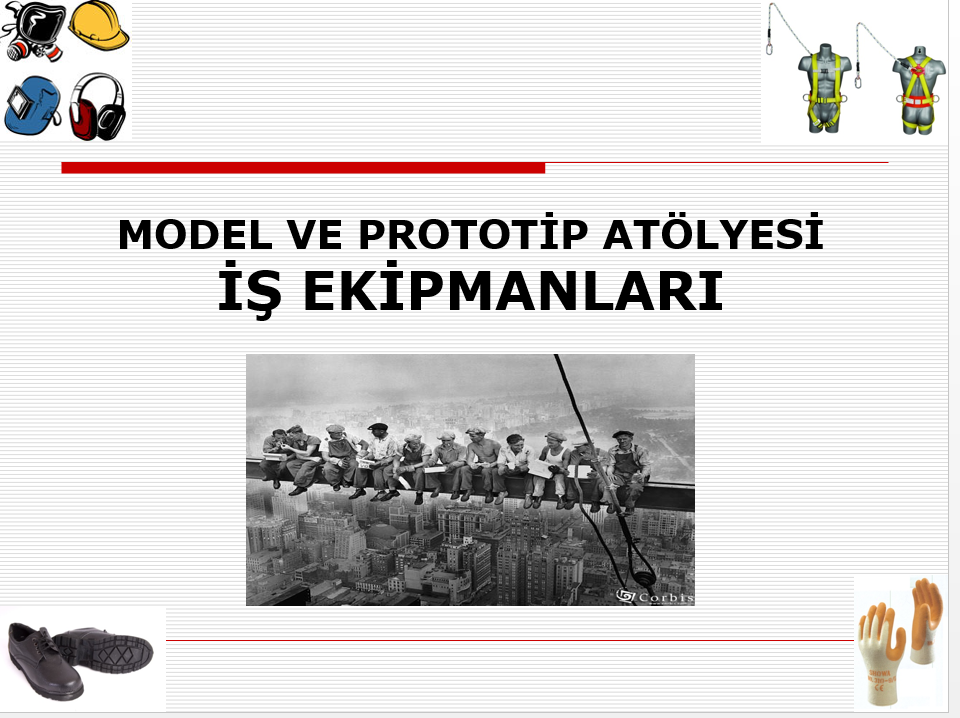 MODEL VE PROTOTİP ATÖLYESİ
İŞ EKİPMANLARI
Corbis